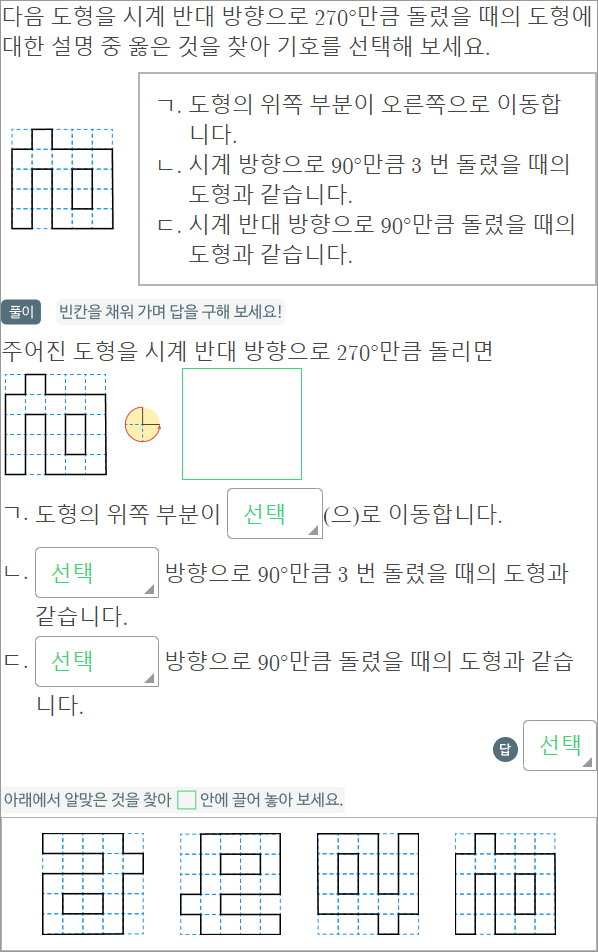 다음 도형을 시계 반대 방향으로 270°만큼 돌렸을 때의 도형에
대한 설명 중 옳은 것을 찾아 기호를 선택해 보세요.
ㄱ. 도형의 위쪽 부분이 오른쪽으로 이동합
니다.
ㄴ. 시계 방향으로 90°만큼 3 번 돌렸을 때의
도형과 같습니다.
ㄷ. 시계 반대 방향으로 90°만큼 돌렸을 때의
도형과 같습니다.
풀이 빈칸을 채워 가며 답을 구해 보세요!
주어진 도형을 시계 반대 방향으로 270°만큼 돌리면
ㄱ. 도형의 위쪽 부분이 선택 (으)로 이동합니다.
ㄴ. 선택 방향으로 90°만큼 3 번 돌렸을 때의 도형과
같습니다.
ㄷ. 선택 방향으로 90°만큼 돌렸을 때의 도형과 같습
니다.
답 선택
아래에서 알맞은 것을 찾아 안에 끌어 놓아 보세요.